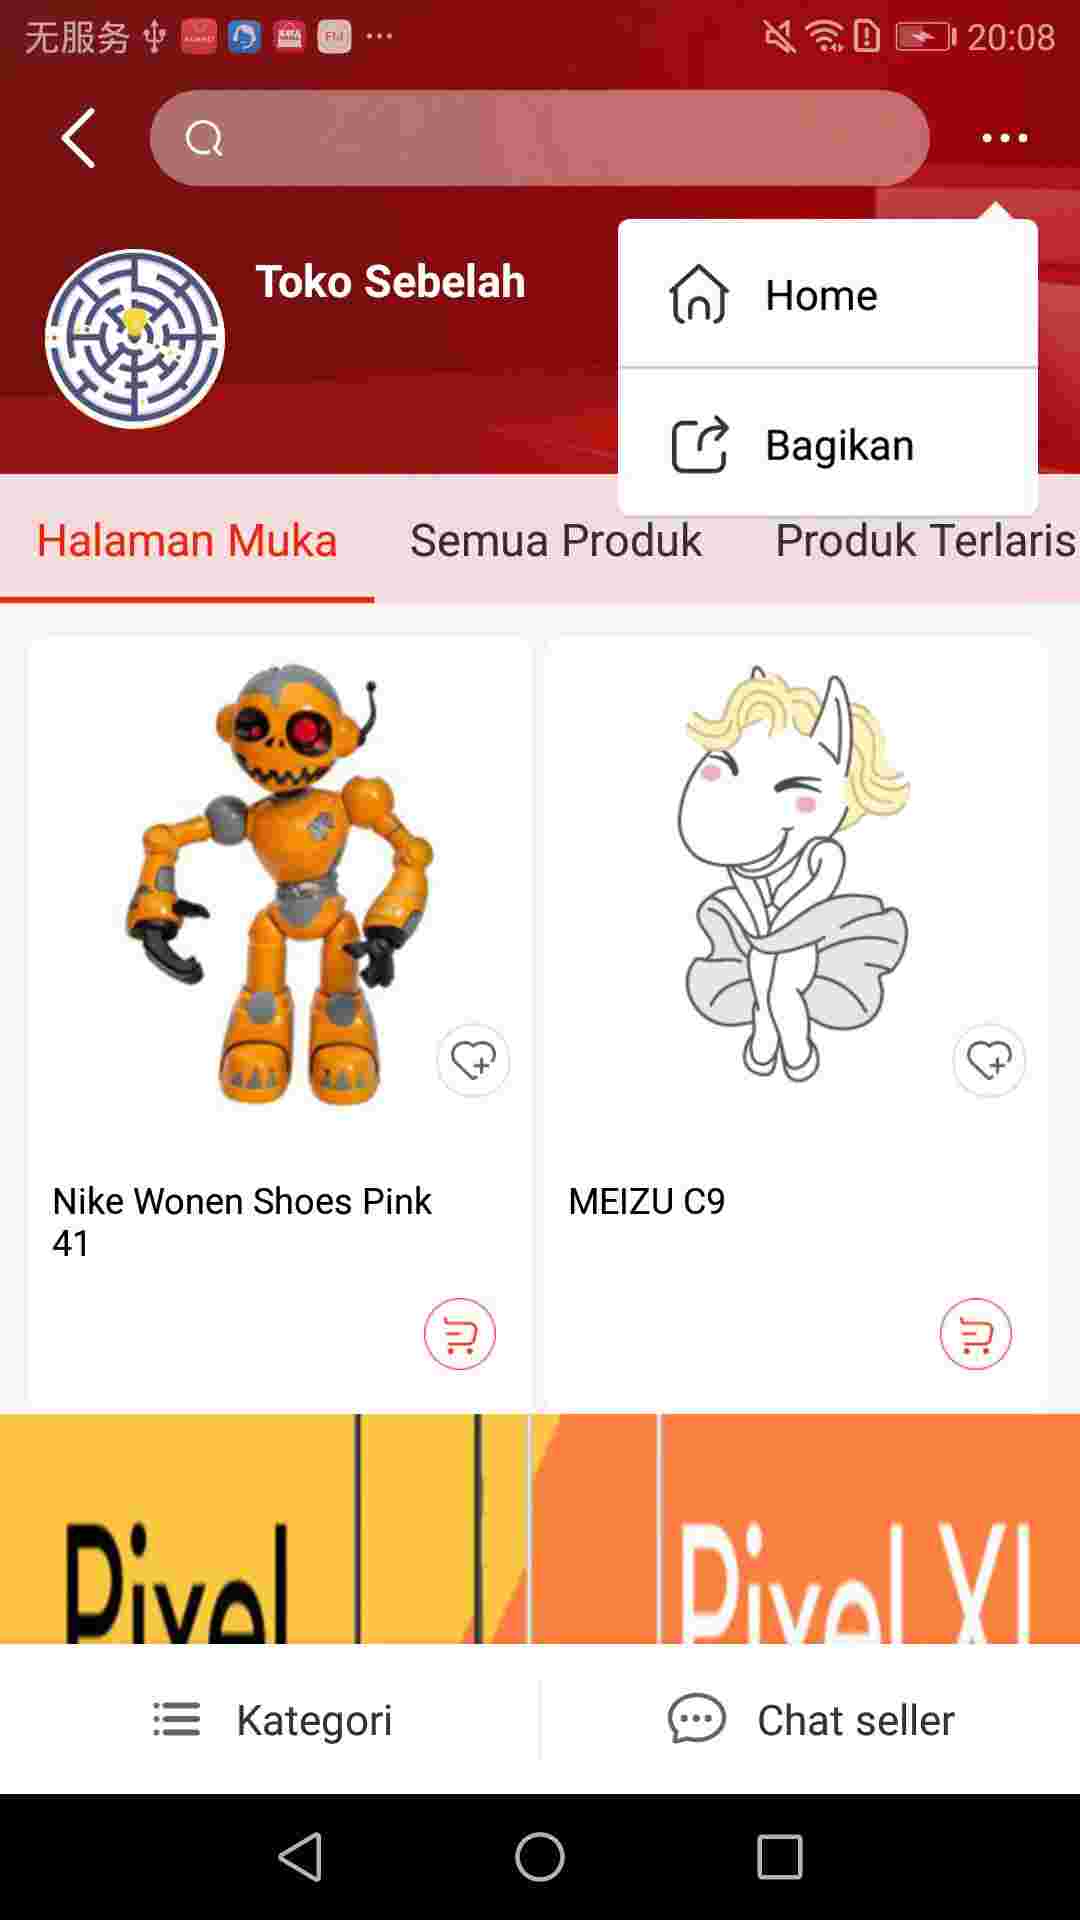 无服务
20:08
Toko Sebelah
Home
Bagikan
Halaman Muka
Semua Produk
Produk Terlaris
Nike Wonen Shoes Pink
41
MEIZU C9
Pixel
Pixel XL
Kategori
Chat seller